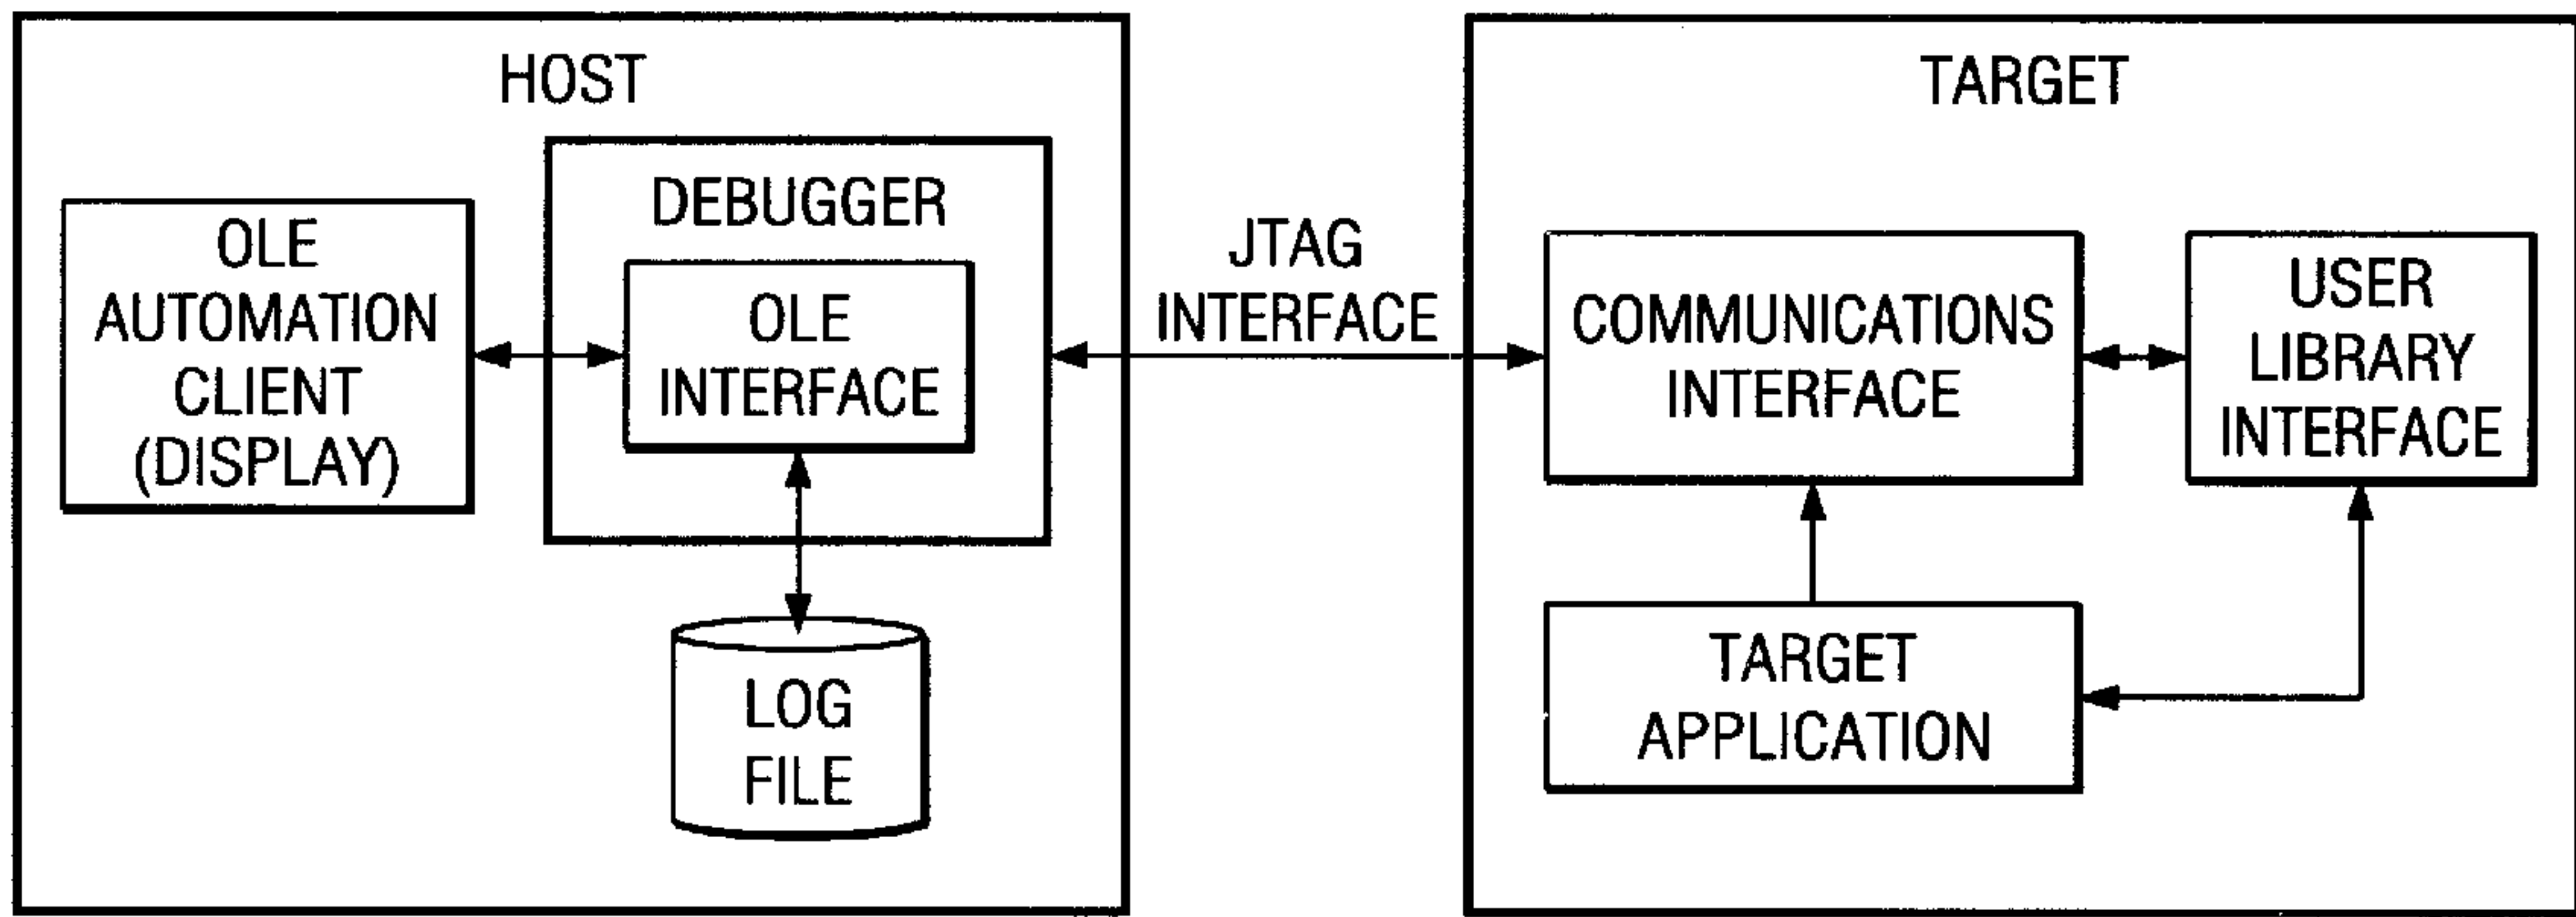 HOST
DEBUGGER
OLE
AUTOMATION
CLIENT
(DISPLAY)
OLE
INTERFACE
LOG
FILE
JTAG
INTERFACE
TARGET
COMMUNICATIONS
INTERFACE
USER
LIBRARY
INTERFACE
TARGET
APPLICATION